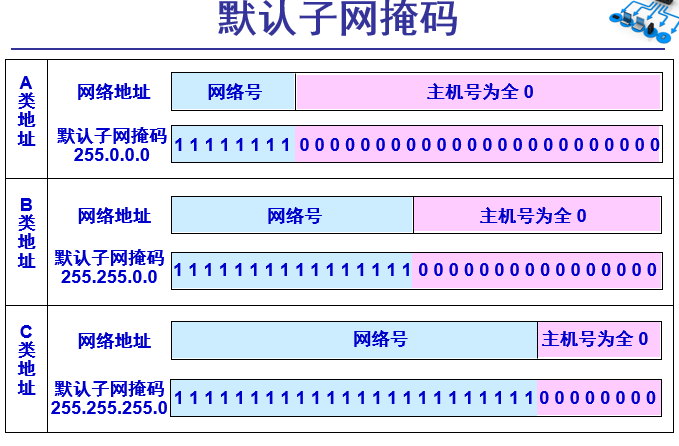 默认子网掩码
A类地址
网络地址 网络号 主机号为全 0
默认子网掩码
255.0.0.0
1 1 1 1 1 1 1 1 0 0 0 0 0 0 0 0 0 0 0 0 0 0 0 0 0 0 0 0 0 0 0 0
B类地址
网络地址 网络号 主机号为全 0
默认子网掩码
255.255.0.0
1 1 1 1 1 1 1 1 1 1 1 1 1 1 1 1 0 0 0 0 0 0 0 0 0 0 0 0 0 0 0 0
C类地址
网络地址 网络号 主机号为全 0
默认子网掩码
255.255.255.0
1 1 1 1 1 1 1 1 1 1 1 1 1 1 1 1 1 1 1 1 1 1 1 1 0 0 0 0 0 0 0 0